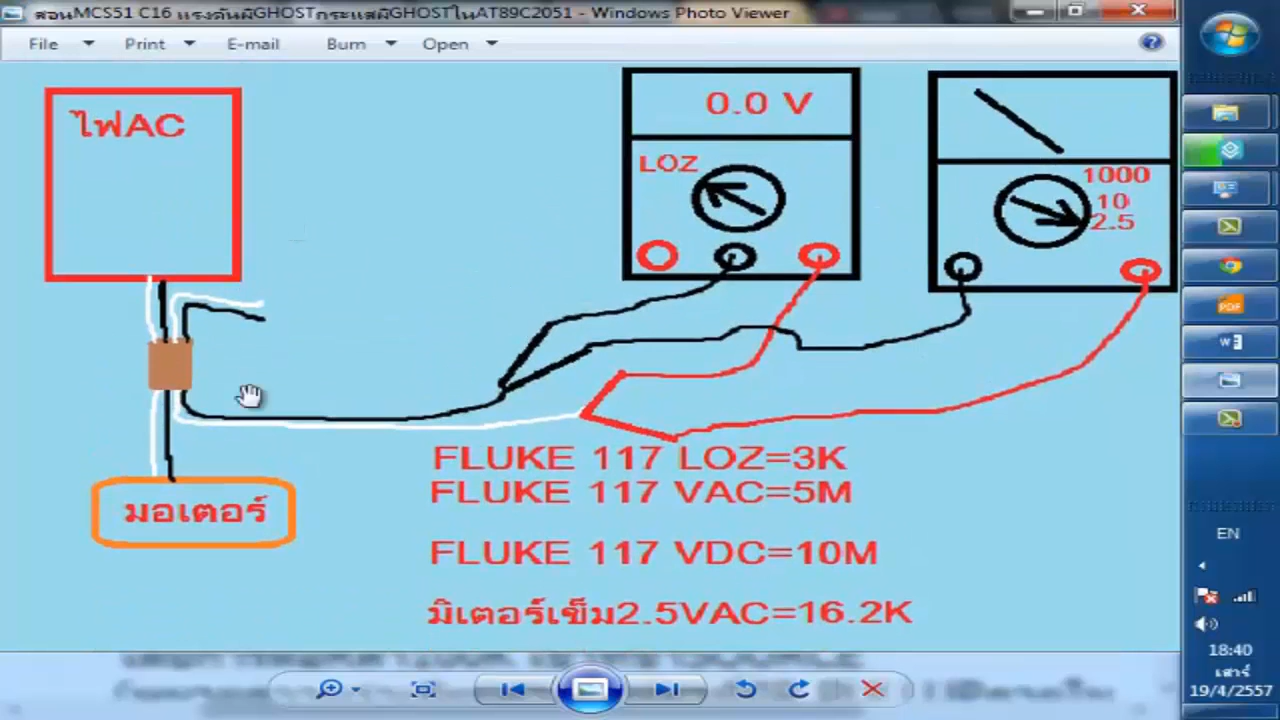 สอนMCS51 C16 แรงดันผีGHOSTกระแสผีGHOSTในAT89C2051 - Windows Photo Viewer
File Print E-mail Burn Open
ไฟAC
0.0 V
LOZ
1000
10
2.5
FLUKE 117 LOZ=3K
FLUKE 117 VAC=5M
มอเตอร์
FLUKE 117 VDC=10M
มิเตอร์เข็ม2.5VAC=16.2K
PDF
W
EN
18:40
เสาร์
19/4/2557